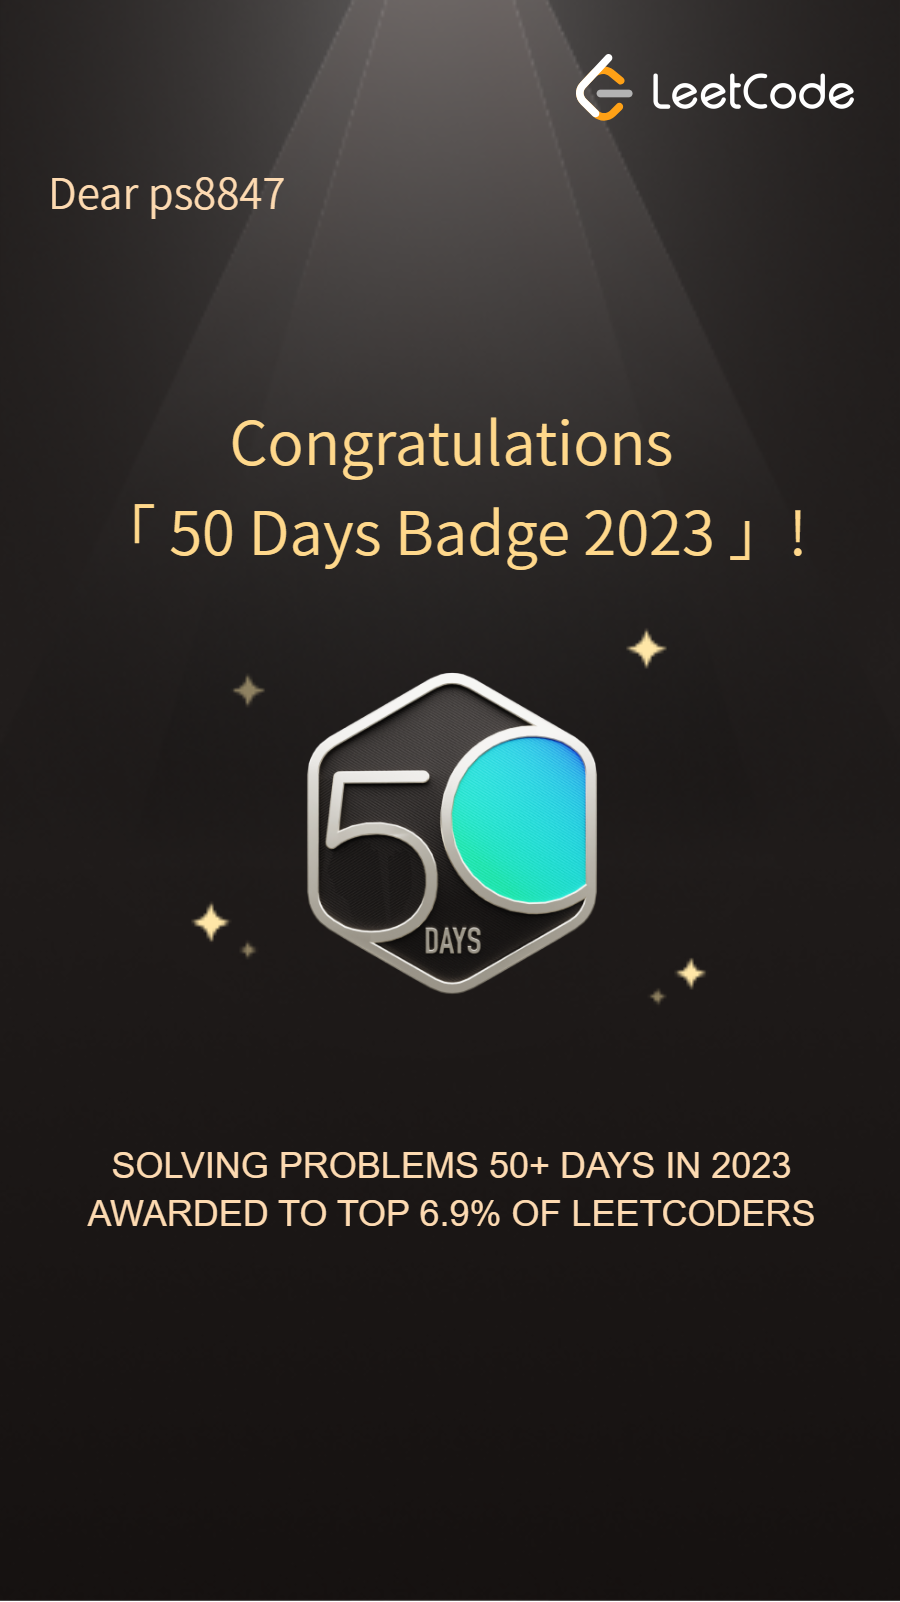 LeetCode
Dear ps8847
Congratulations
「 50 Days Badge 2023 」 !
50
DAYS
SOLVING PROBLEMS 50+ DAYS IN 2023
AWARDED TO TOP 6.9% OF LEETCODERS